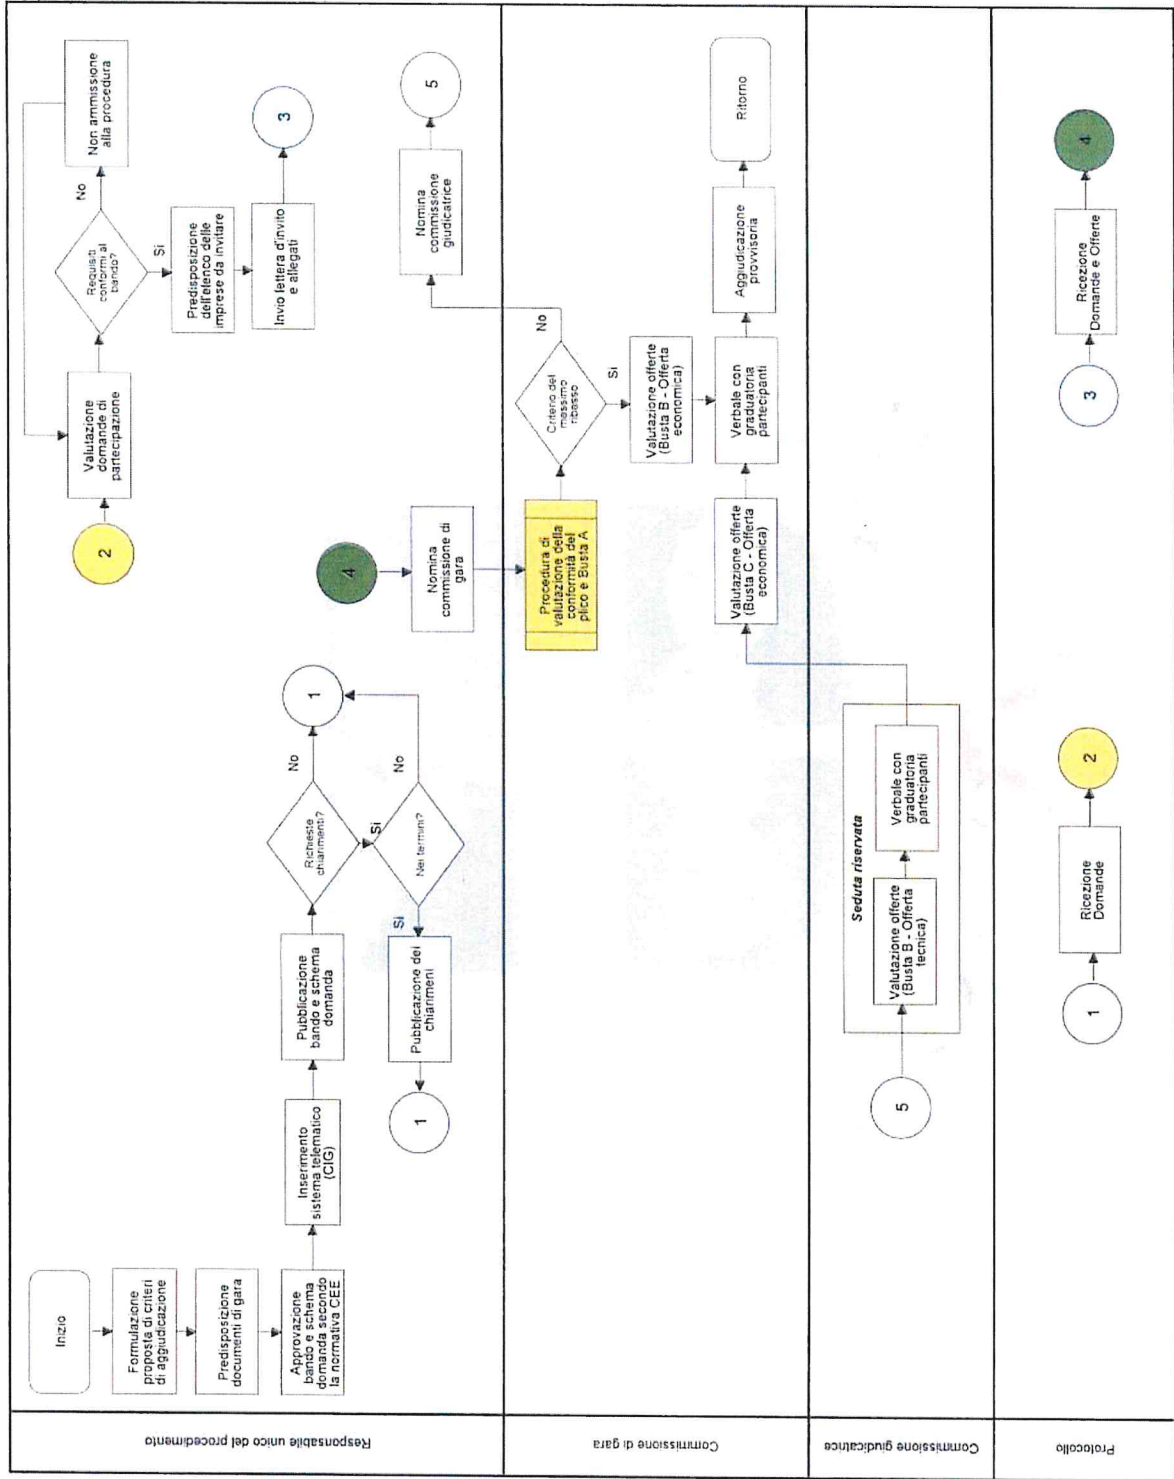 Responsabile unico del procedimento
Inizio
Formulazione
proposta di criteri
di aggiudicazione
Predisposizione
documenti di gara
Approvazione
bando e schema
domanda secondo
la normativa CEE
Inserimento
sistema telematico
(CIG)
Pubblicazione
bando e schema
domanda
Richieste
chiarimenti?
No
1
Si
Nei termini?
No
Si
Pubblicazione dei
chiarimeni
1
2
Valutazione
domande di
partecipazione
Requisiti
conformi al
bando?
No
Non ammissione
alla procedura
Si
Predisposizione
dell'elenco delle
imprese da invitare
Invio lettera d'invito
e allegati
3
4
Nomina
commissione di
gara
Nomina
commissione
giudicatrice
5
Commissione di gara
Procedura di
valutazione della
conformità del
plico e Busta A
Criterio del
massimo
ribasso
No
Si
Valutazione offerte
(Busta B - Offerta
economica)
Valutazione offerte
(Busta C - Offerta
economica)
Verbale con
graduatoria
partecipanti
Aggiudicazione
provvisoria
Ritorno
Commissione giudicatrice
5
Seduta riservata
Valutazione offerte
(Busta B - Offerta
tecnica)
Verbale con
graduatoria
partecipanti
Protocollo
1
Ricezione
Domande
2
3
Ricezione
Domande e Offerte
4